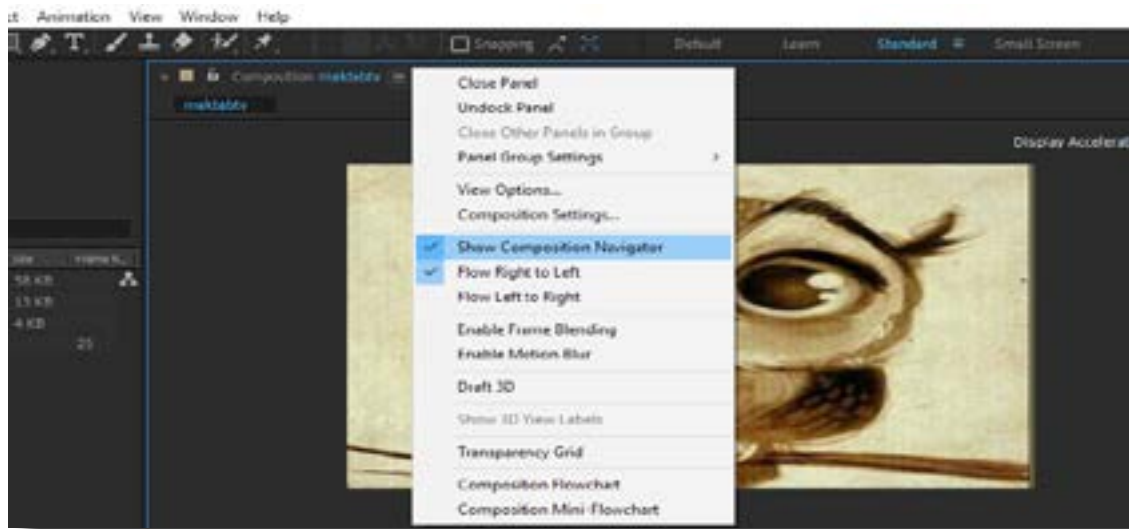 Animation View Window Help
T Snapping Default Learn Standard Small Screen
Composition maktabtv
maktabtv
Close Panel
Undock Panel
Close Other Panels in Group
Panel Group Settings
Display Accelerat
View Options...
Composition Settings...
Show Composition Navigator
Flow Right to Left
Flow Left to Right
Enable Frame Blending
Enable Motion Blur
Draft 3D
Show 3D View Labels
Transparency Grid
Composition Flowchart
Composition Mini-Flowchart
58 KB
13 KB
4 KB
25